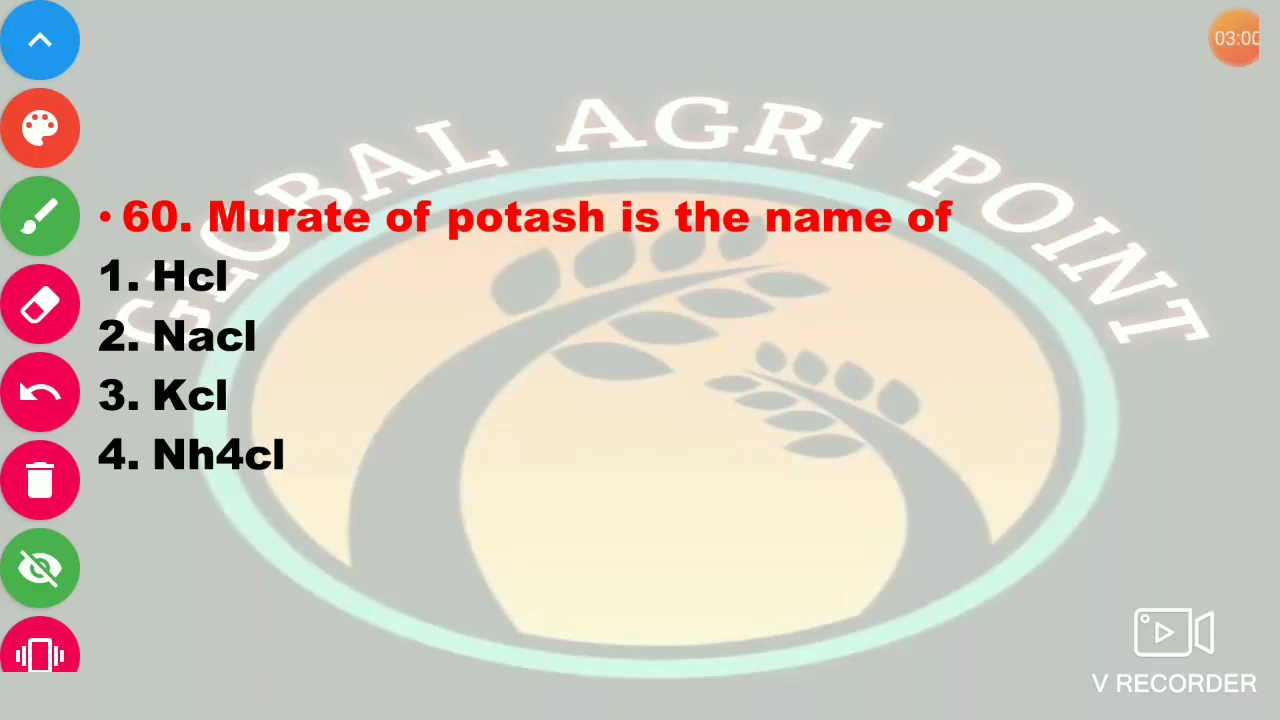 03:00
GLOBAL AGRI POINT
• 60. Murate of potash is the name of
1. Hcl
2. Nacl
3. Kcl
4. Nh4cl
V RECORDER